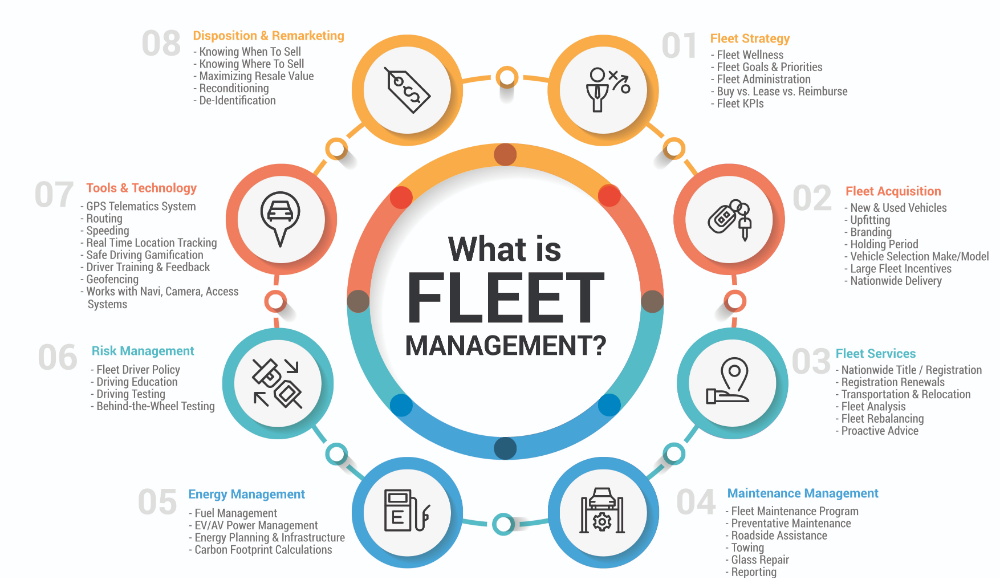 What is
FLEET
MANAGEMENT?
01
Fleet Strategy
- Fleet Wellness
- Fleet Goals & Priorities
- Fleet Administration
- Buy vs. Lease vs. Reimburse
- Fleet KPIs
02
Fleet Acquisition
- New & Used Vehicles
- Upfitting
- Branding
- Holding Period
- Vehicle Selection Make/Model
- Large Fleet Incentives
- Nationwide Delivery
03
Fleet Services
- Nationwide Title / Registration
- Registration Renewals
- Transportation & Relocation
- Fleet Analysis
- Fleet Rebalancing
- Proactive Advice
04
Maintenance Management
- Fleet Maintenance Program
- Preventative Maintenance
- Roadside Assistance
- Towing
- Glass Repair
- Reporting
05
Energy Management
- Fuel Management
- EV/AV Power Management
- Energy Planning & Infrastructure
- Carbon Footprint Calculations
E
06
Risk Management
- Fleet Driver Policy
- Driving Education
- Driving Testing
- Behind-the-Wheel Testing
07
Tools & Technology
- GPS Telematics System
- Routing
- Speeding
- Real Time Location Tracking
- Safe Driving Gamification
- Driver Training & Feedback
- Geofencing
- Works with Navi, Camera, Access
Systems
08
Disposition & Remarketing
- Knowing When To Sell
- Knowing Where To Sell
- Maximizing Resale Value
- Reconditioning
- De-Identification
$